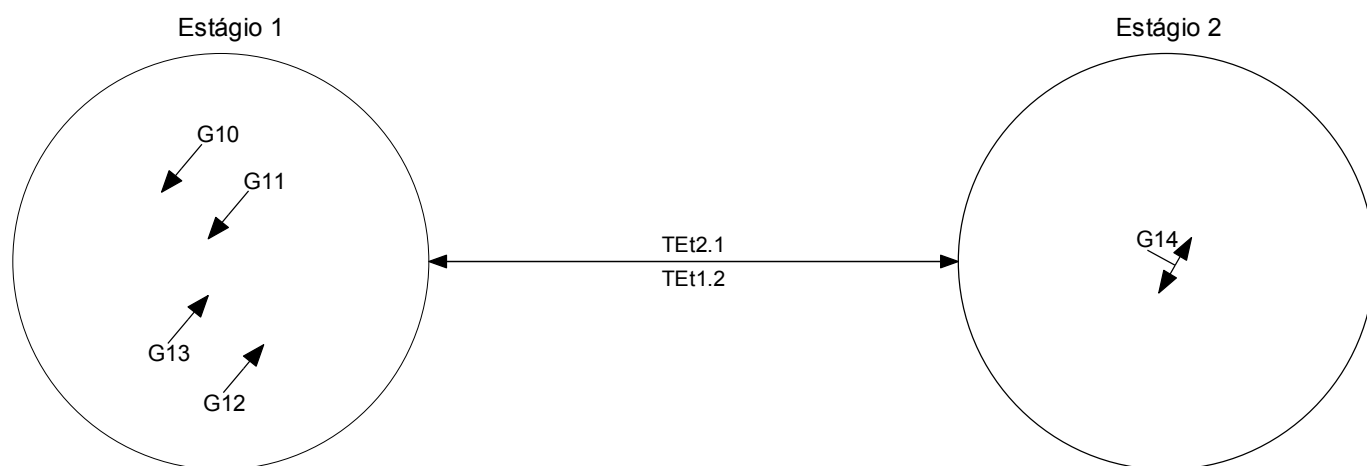 Estágio 1
Estágio 2
G10
G11
G13
G12
TEt2.1
TEt1.2
G14